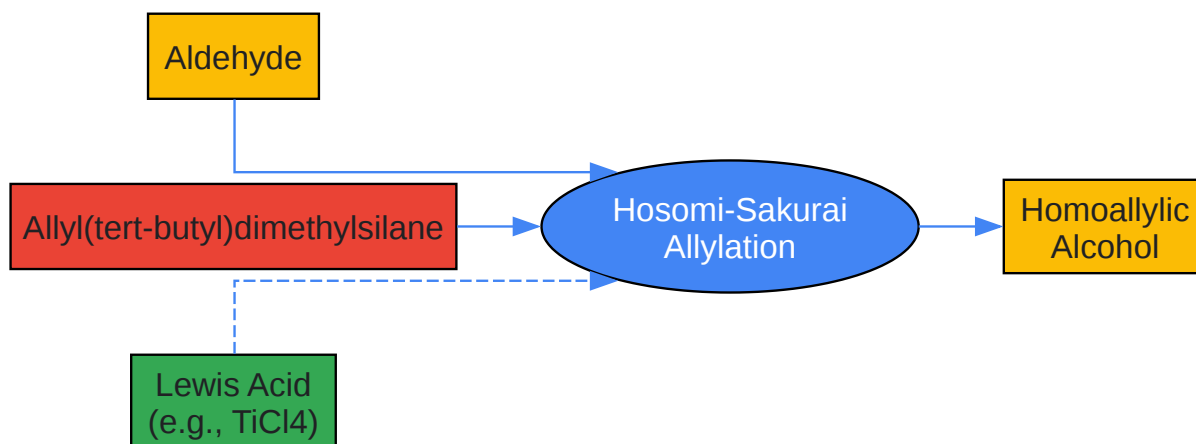 Aldehyde
Allyl(tert-butyl)dimethylsilane
Hosomi-Sakurai
Allylation
Homoallylic
Alcohol
Lewis Acid
(e.g., TiCl4)